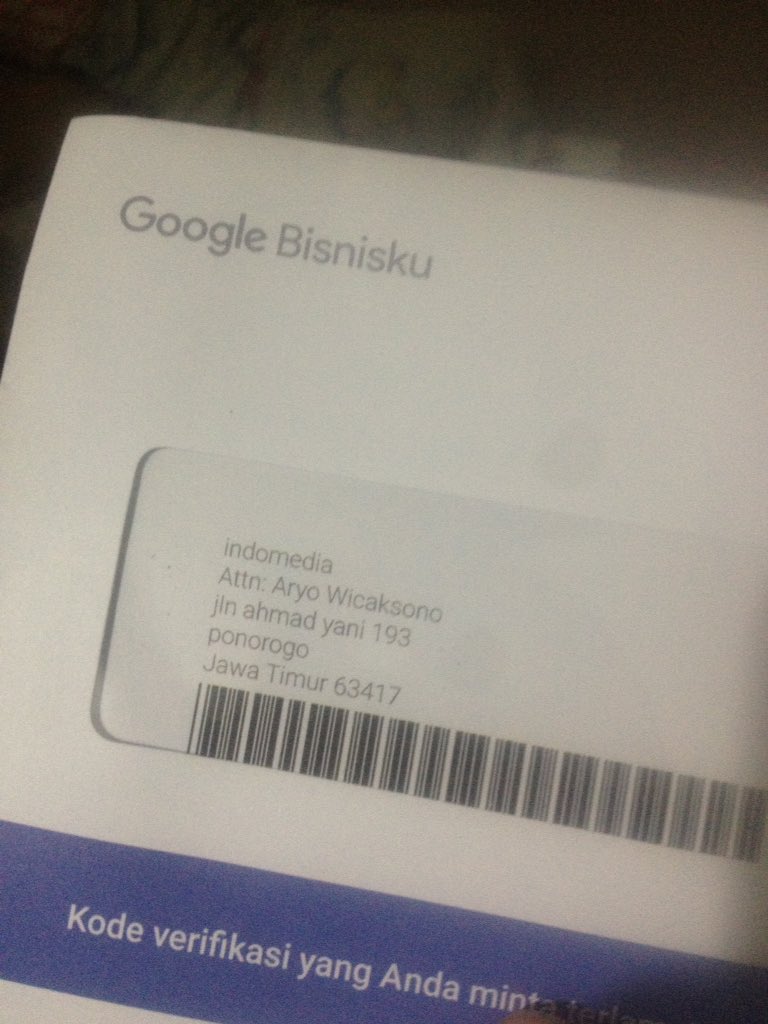 Google Bisnisku
indomedia
Attn: Aryo Wicaksono
jln ahmad yani 193
ponorogo
Jawa Timur 63417
Kode verifikasi yang Anda minta